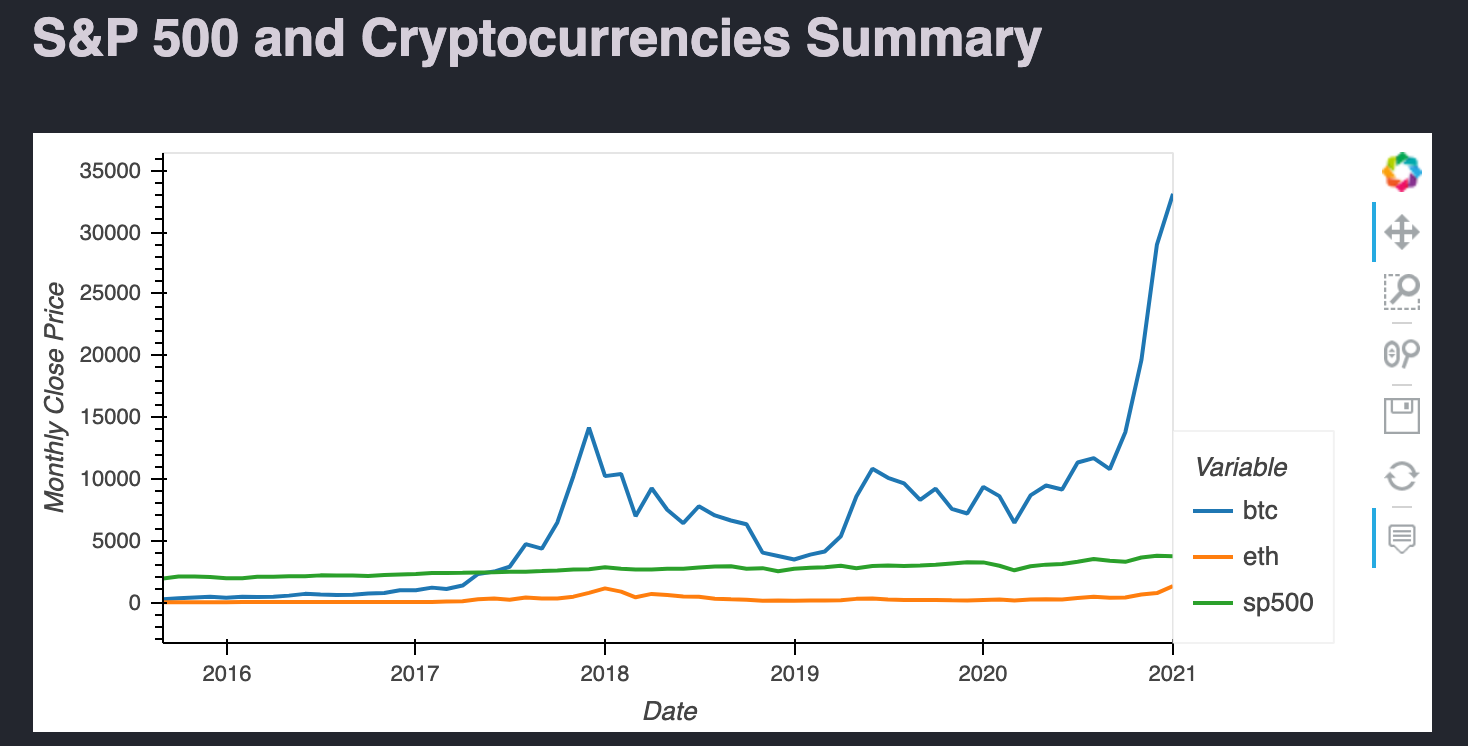 S&P 500 and Cryptocurrencies Summary
35000
30000
25000
20000
15000
10000
5000
0
Monthly Close Price
2016 2017 2018 2019 2020 2021
Date
Variable
btc
eth
sp500